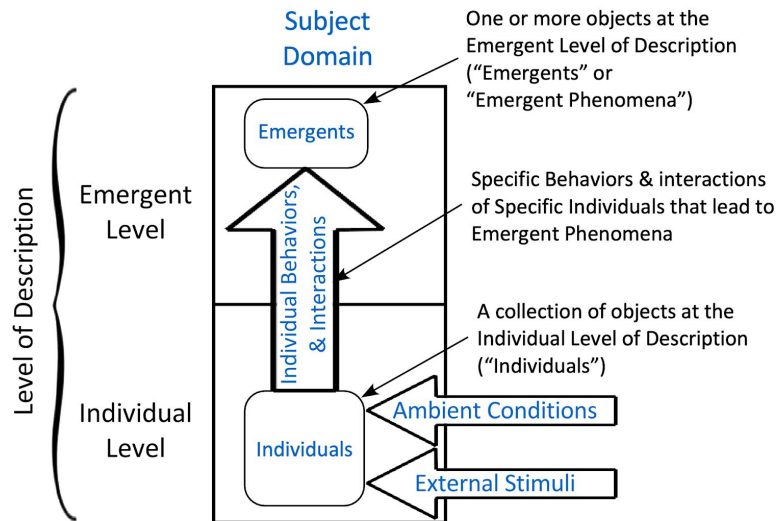 Subject
Domain
One or more objects at the
Emergent Level of Description
(“Emergents” or
“Emergent Phenomena”)
Emergents
Level of Description
Emergent
Level
Individual Behaviors,
& Interactions
Specific Behaviors & interactions
of Specific Individuals that lead to
Emergent Phenomena
A collection of objects at the
Individual Level of Description
(“Individuals”)
Individual
Level
Individuals
Ambient Conditions
External Stimuli